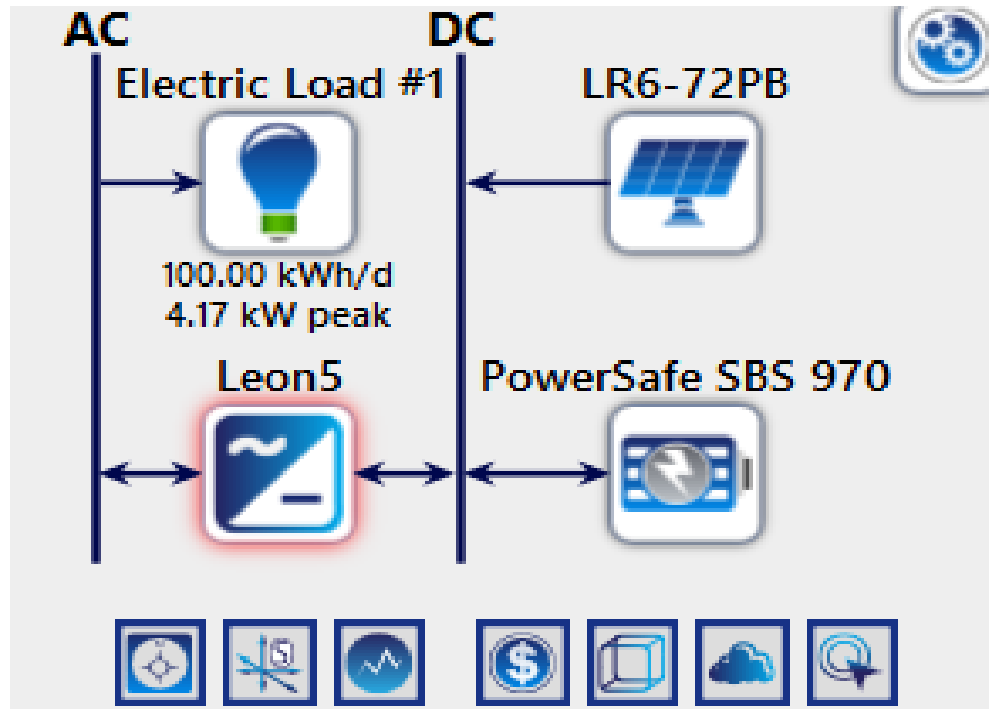 AC DC
Electric Load #1 LR6-72PB
100.00 kWh/d
4.17 kW peak
Leon5 PowerSafe SBS 970
$